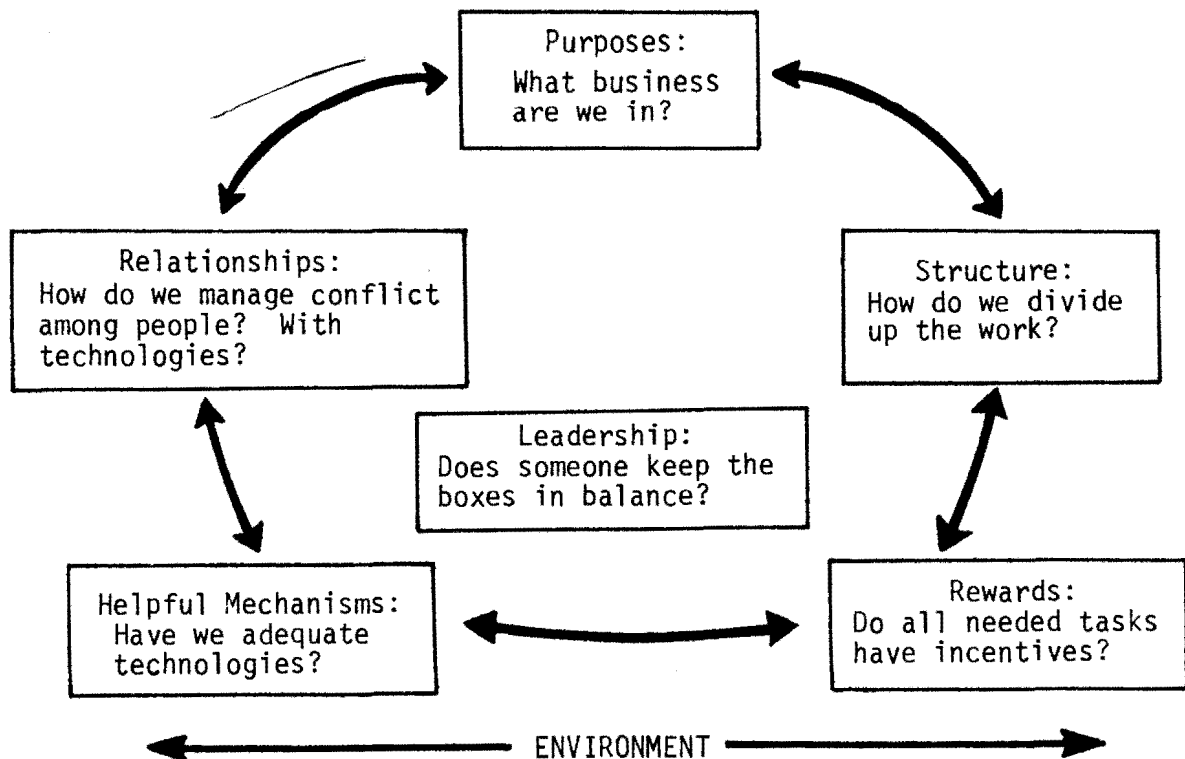 Purposes:
What business
are we in?
Relationships:
How do we manage conflict
among people?  With
technologies?
Structure:
How do we divide
up the work?
Leadership:
Does someone keep the
boxes in balance?
Helpful Mechanisms:
Have we adequate
technologies?
Rewards:
Do all needed tasks
have incentives?
ENVIRONMENT